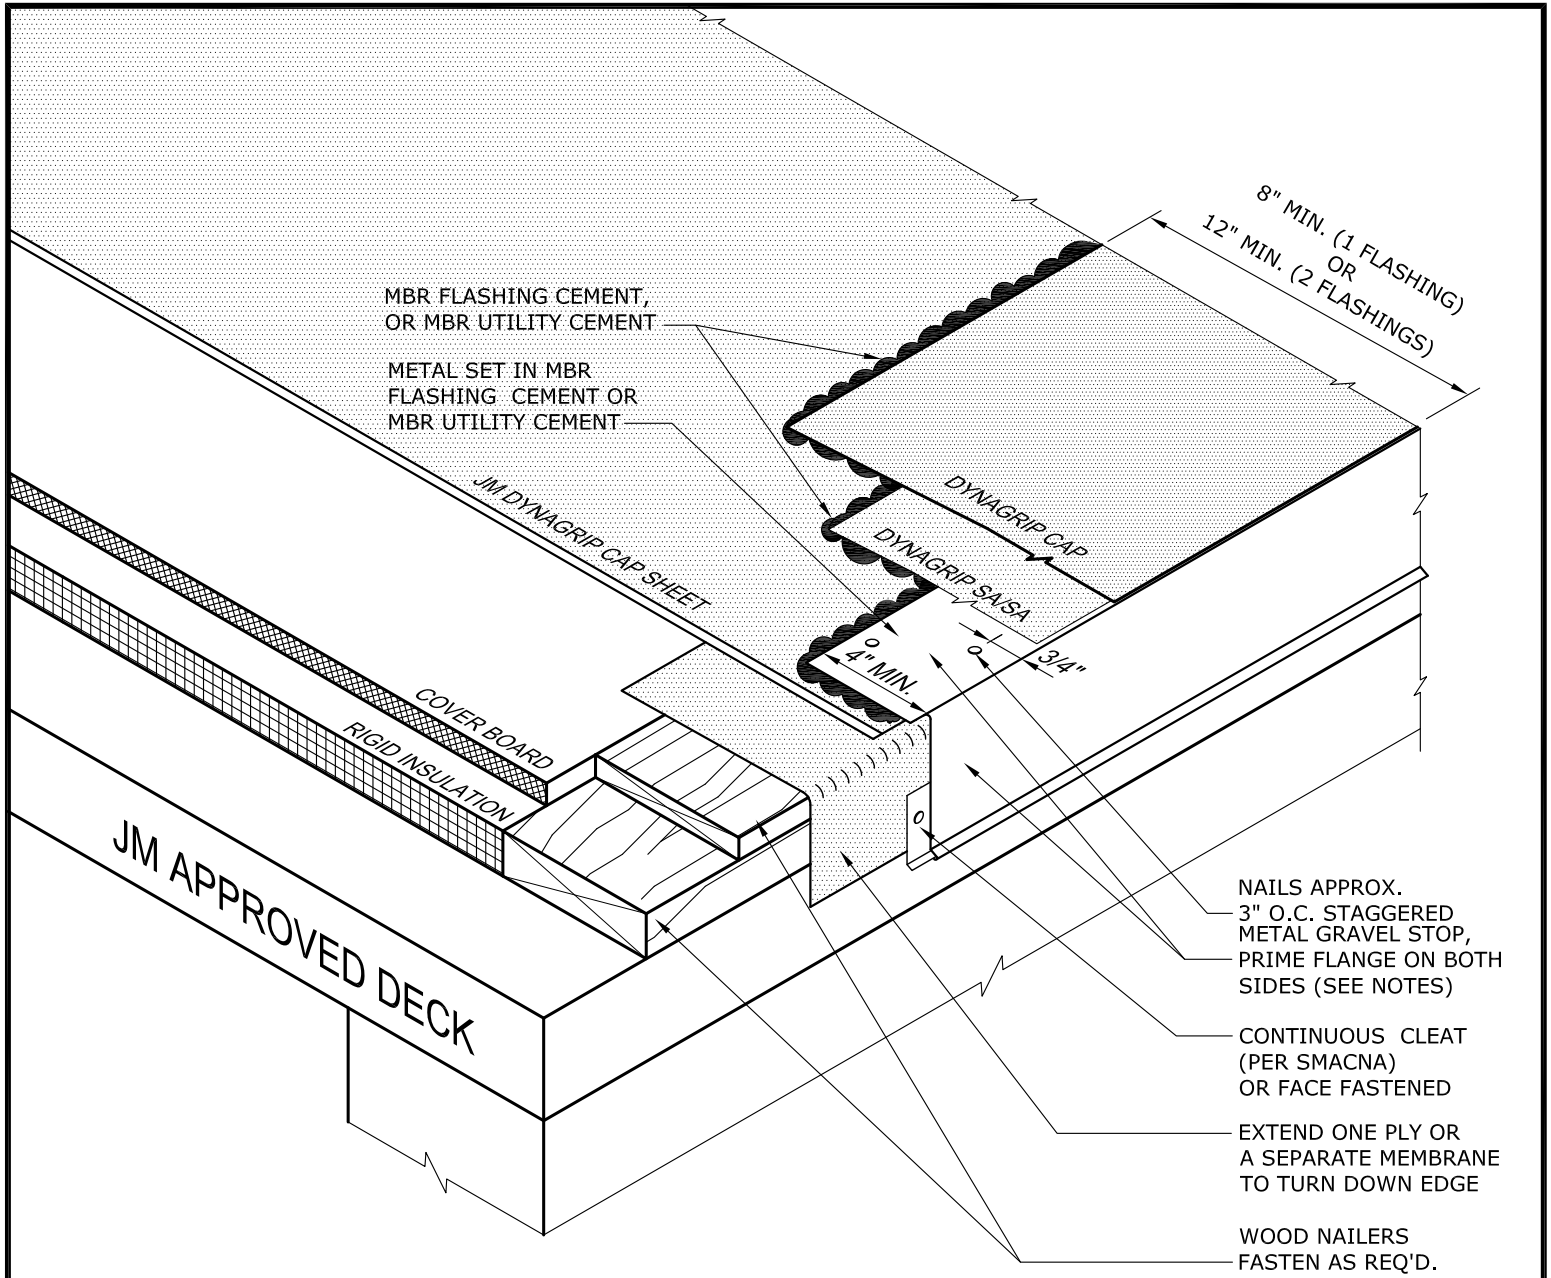 8" MIN. (1 FLASHING)
OR
12" MIN. (2 FLASHINGS)
MBR FLASHING CEMENT,
OR MBR UTILITY CEMENT
METAL SET IN MBR
FLASHING CEMENT OR
MBR UTILITY CEMENT
JM DYNAGRIP CAP SHEET
DYNAGRIP CAP
DYNAGRIP SA/SA
3/4"
4" MIN.
COVER BOARD
RIGID INSULATION
JM APPROVED DECK
NAILS APPROX.
3" O.C. STAGGERED
METAL GRAVEL STOP,
PRIME FLANGE ON BOTH
SIDES (SEE NOTES)
CONTINUOUS CLEAT
(PER SMACNA)
OR FACE FASTENED
EXTEND ONE PLY OR
A SEPARATE MEMBRANE
TO TURN DOWN EDGE
WOOD NAILERS
FASTEN AS REQ'D.